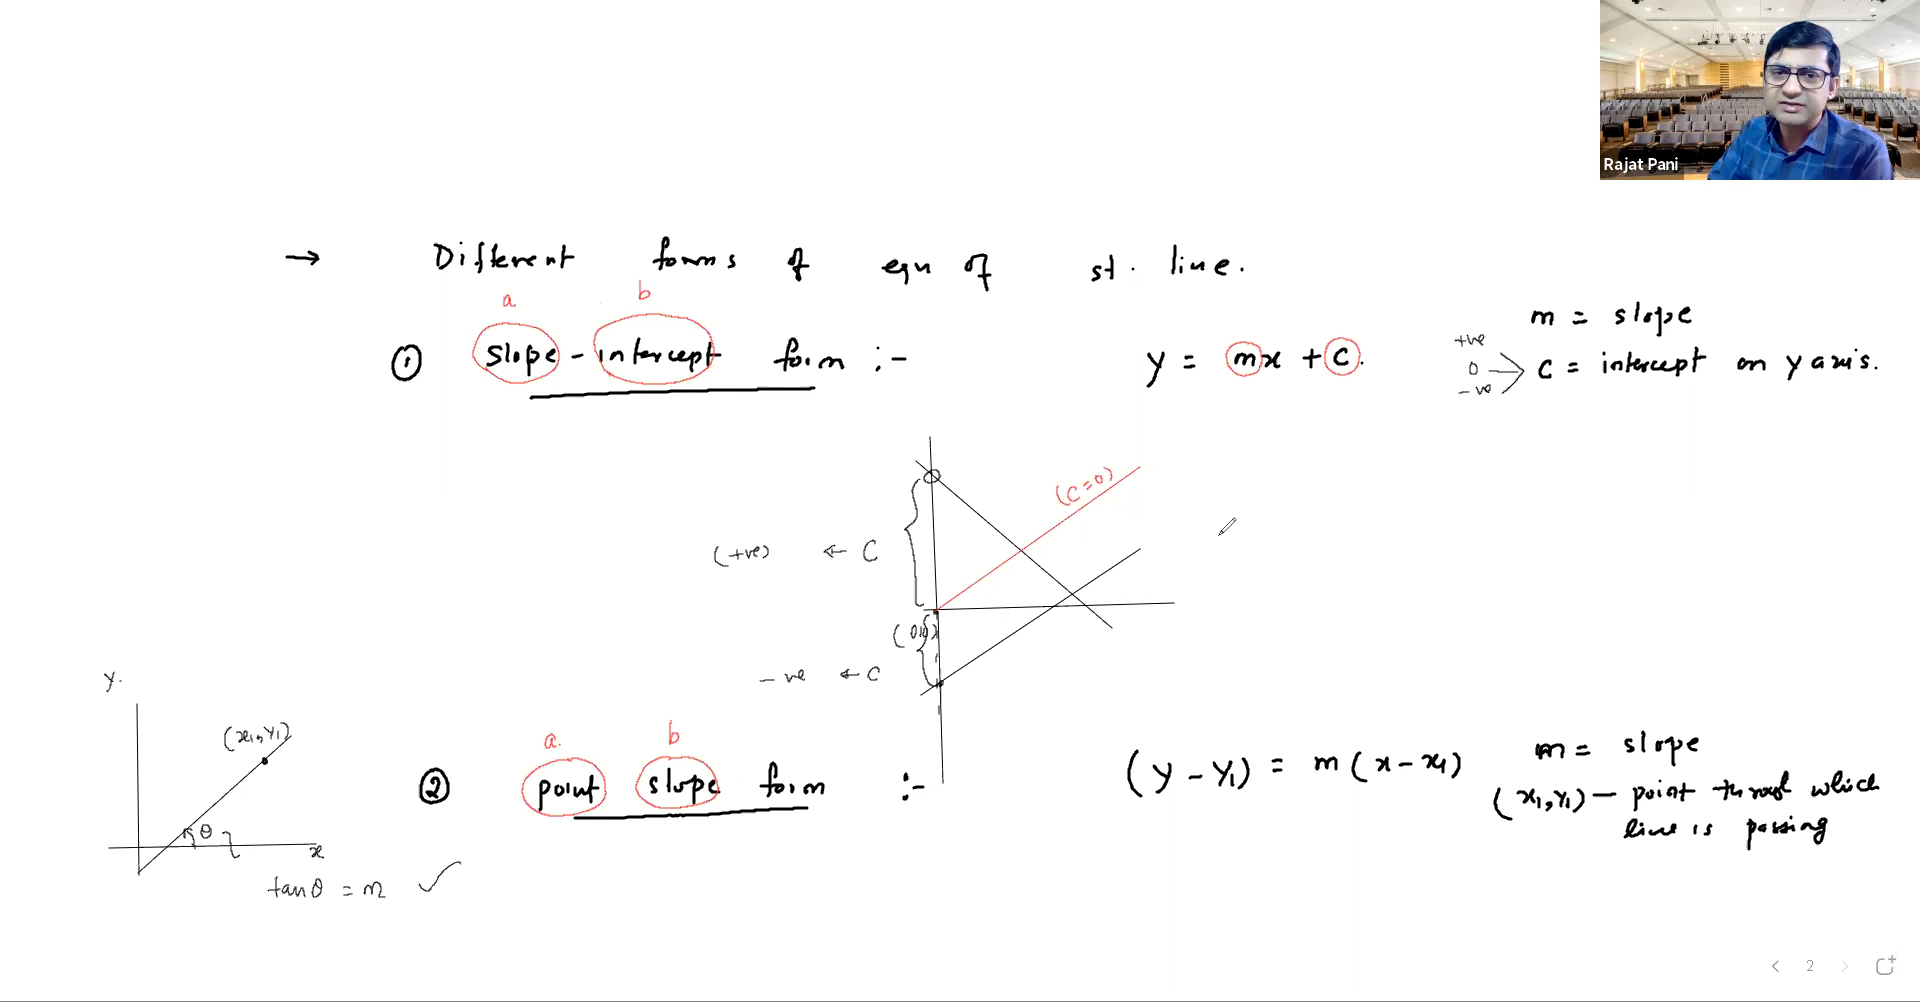 Rajat Pani
→ Different forms of eqn of st. line.
a b
① slope - intercept form :-
y = mx + c.
m = slope
+ve
0
- ve
c = intercept on y axis.
(c=0)
(+ve) ← C
(0,0)
- ve ← C
y.
(x1, y1)
θ
x
tanθ = m ✓
a. b
② point slope form :-
(y - y1) = m (x - x1)
m = slope
(x1, y1) - point through which
line is passing
2